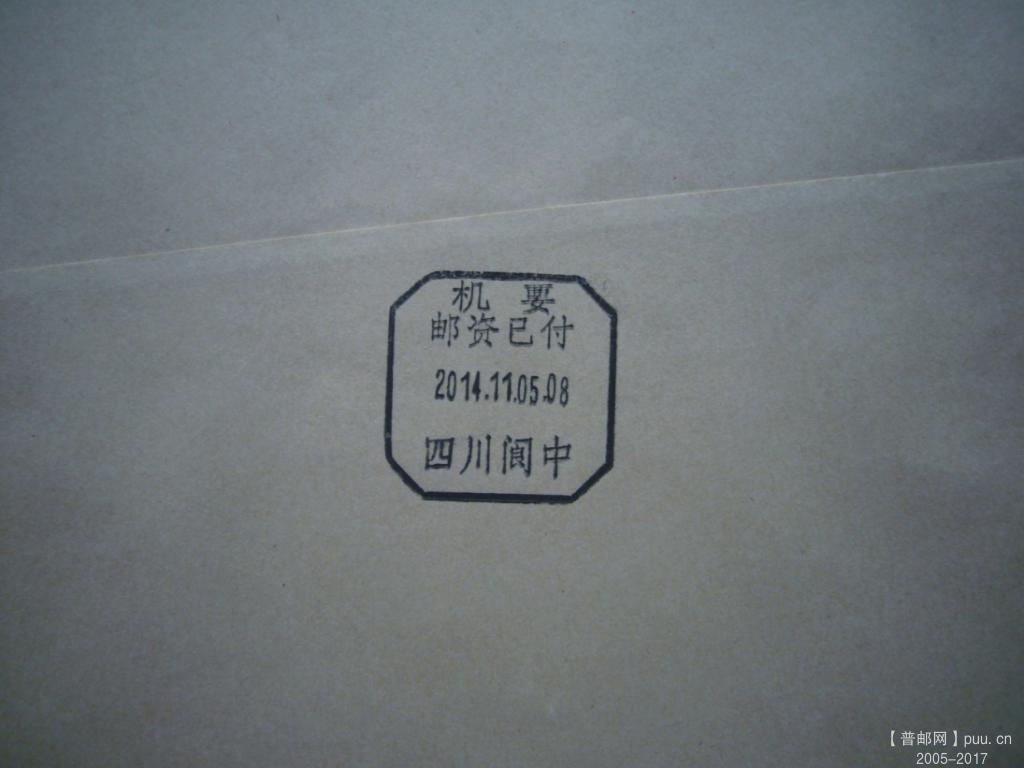 机 要
邮资已付
2014.11.05.08
四川阆中
【普邮网】puu.cn
2005-2017